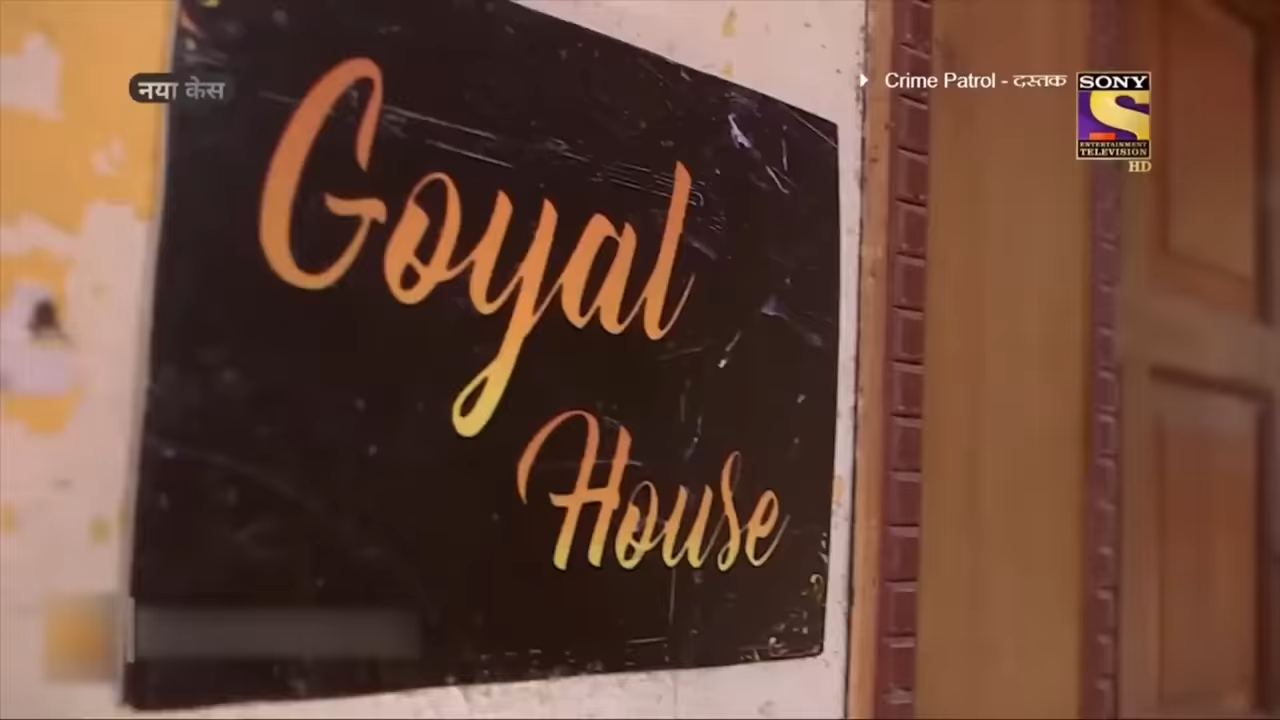 नया केस
Crime Patrol - दस्तक
SONY
ENTERTAINMENT
TELEVISION
HD
Goyal
House